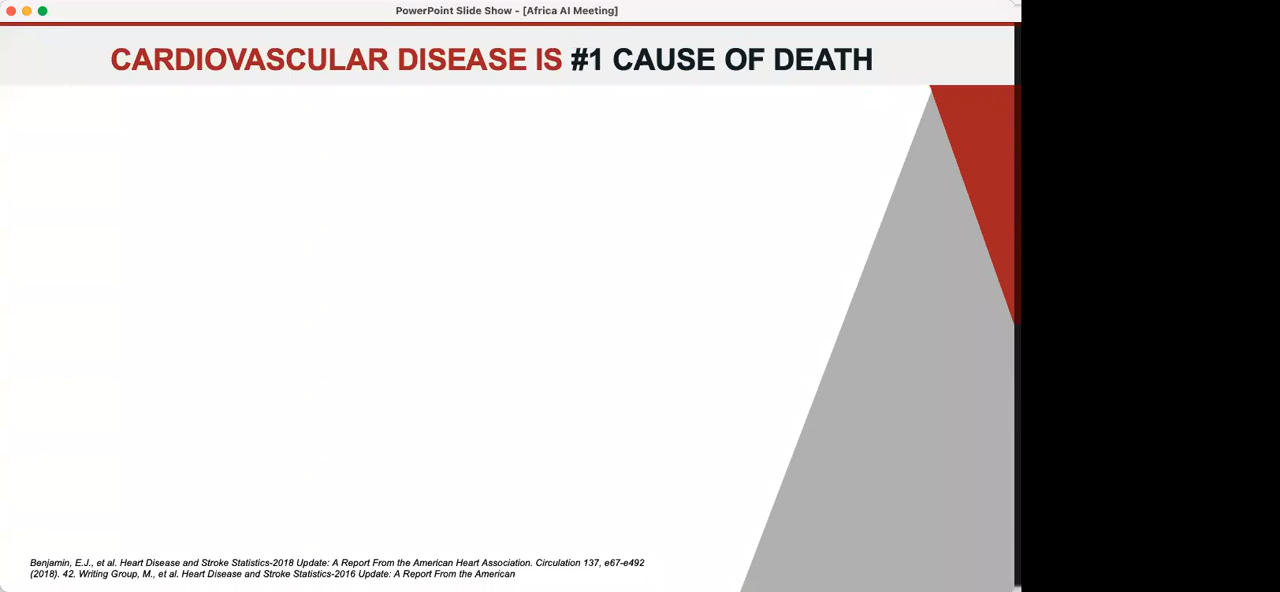 PowerPoint Slide Show - [Africa AI Meeting]
CARDIOVASCULAR DISEASE IS #1 CAUSE OF DEATH
Benjamin, E.J., et al. Heart Disease and Stroke Statistics-2018 Update: A Report From the American Heart Association. Circulation 137, e67-e492
(2018). 42. Writing Group, M., et al. Heart Disease and Stroke Statistics-2016 Update: A Report From the American